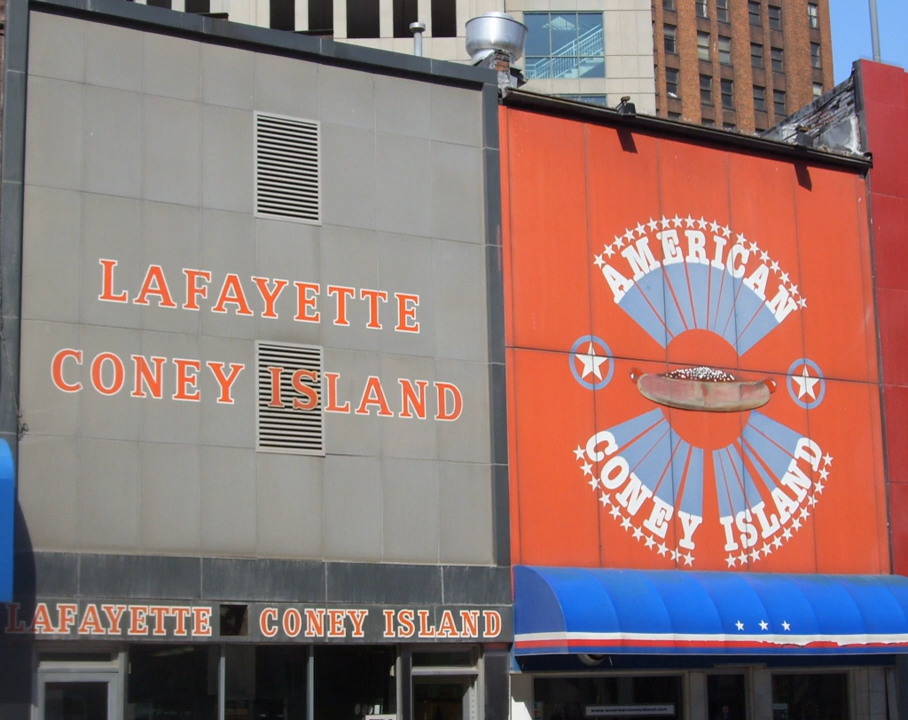 LAFAYETTE
CONEY ISLAND
LAFAYETTE CONEY ISLAND
AMERICAN
CONEY ISLAND